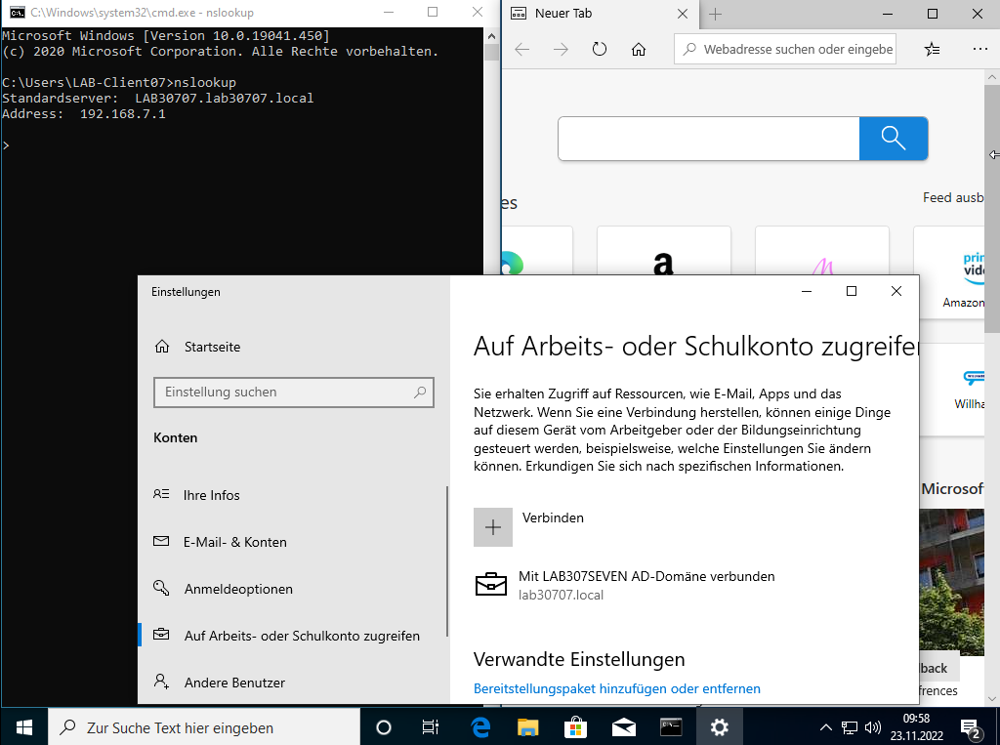 C:\Windows\system32\cmd.exe - nslookup
Microsoft Windows [Version 10.0.19041.450]
(c) 2020 Microsoft Corporation. Alle Rechte vorbehalten.
C:\Users\LAB-Client07>nslookup
Standardserver:  LAB30707.lab30707.local
Address:  192.168.7.1
>
Neuer Tab
Webadresse suchen oder eingebe
es
Feed ausb
a
prim
vide
Amazon
Willha
Microsof
lback
frences
Einstellungen
Startseite
Einstellung suchen
Konten
Ihre Infos
E-Mail- & Konten
Anmeldeoptionen
Auf Arbeits- oder Schulkonto zugreifen
Andere Benutzer
Auf Arbeits- oder Schulkonto zugreifen
Sie erhalten Zugriff auf Ressourcen, wie E-Mail, Apps und das
Netzwerk. Wenn Sie eine Verbindung herstellen, können einige Dinge
auf diesem Gerät vom Arbeitgeber oder der Bildungseinrichtung
gesteuert werden, beispielsweise, welche Einstellungen Sie ändern
können. Erkundigen Sie sich nach spezifischen Informationen.
Verbinden
Mit LAB307SEVEN AD-Domäne verbunden
lab30707.local
Verwandte Einstellungen
Bereitstellungspaket hinzufügen oder entfernen
Zur Suche Text hier eingeben
09:58
23.11.2022
2